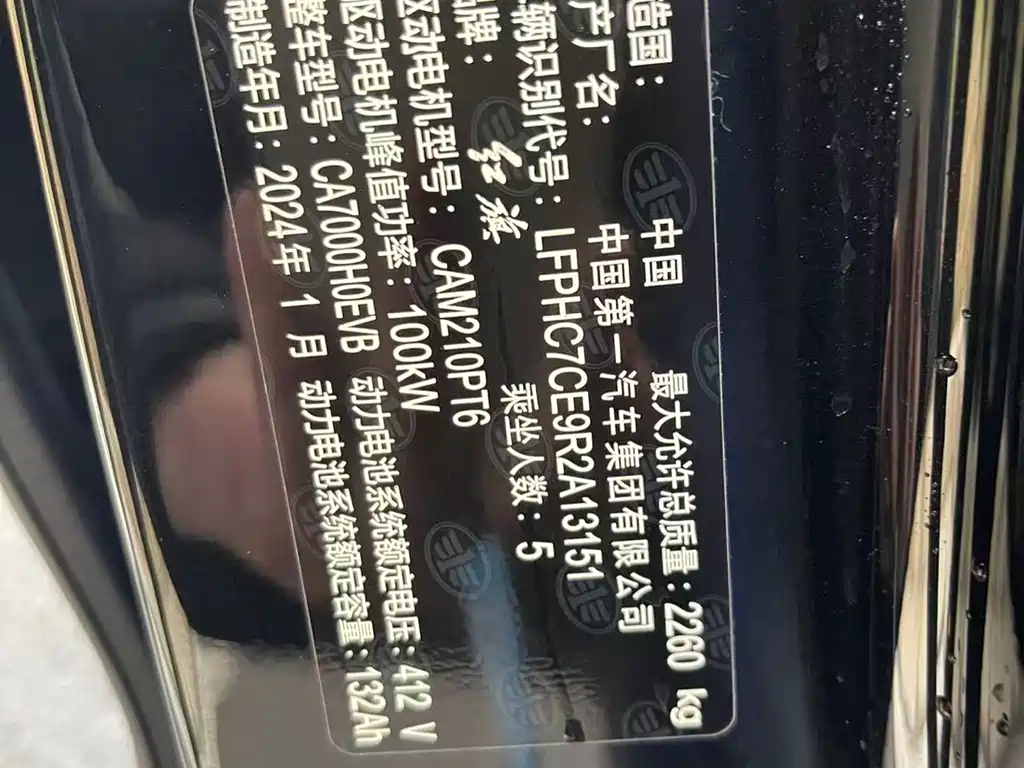 造国： 中国 最大允许总质量：2260 kg
产厂名： 中国第一汽车集团有限公司
辆识别代号：LFPHC7CE9R2A13151
品牌： 红旗 乘坐人数：5
驱动电机型号： CAM210PT6
驱动电机峰值功率：100kW 动力电池系统额定电压：412 V
整车型号：CA7000H0EVB 动力电池系统额定容量：132Ah
制造年月：2024年 1 月